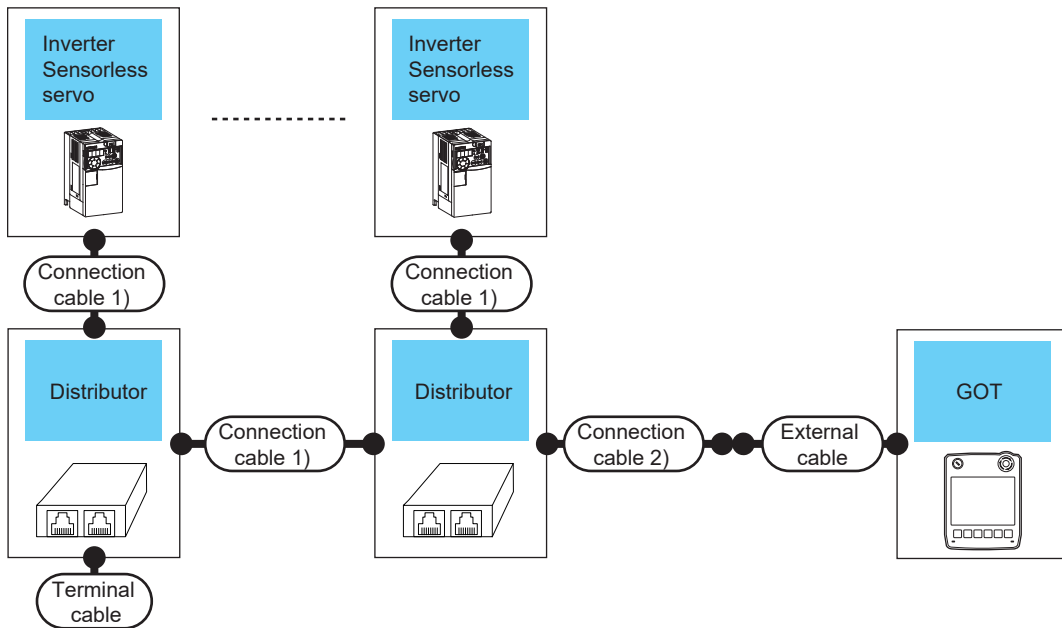 Inverter
Sensorless
servo
Inverter
Sensorless
servo
Connection
cable 1)
Connection
cable 1)
Distributor
Distributor
GOT
Connection
cable 1)
Connection
cable 2)
External
cable
Terminal
cable